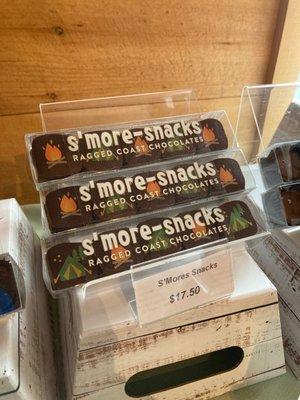 s'more-snacks
RAGGED COAST CHOCOLATES
s'more-snacks
RAGGED COAST CHOCOLATES
s'more-snacks
RAGGED COAST CHOCOLATES
S'Mores Snacks
$17.50